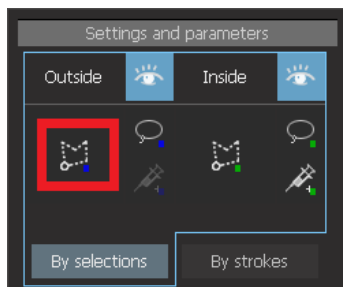 Settings and parameters
Outside Inside
By selections By strokes